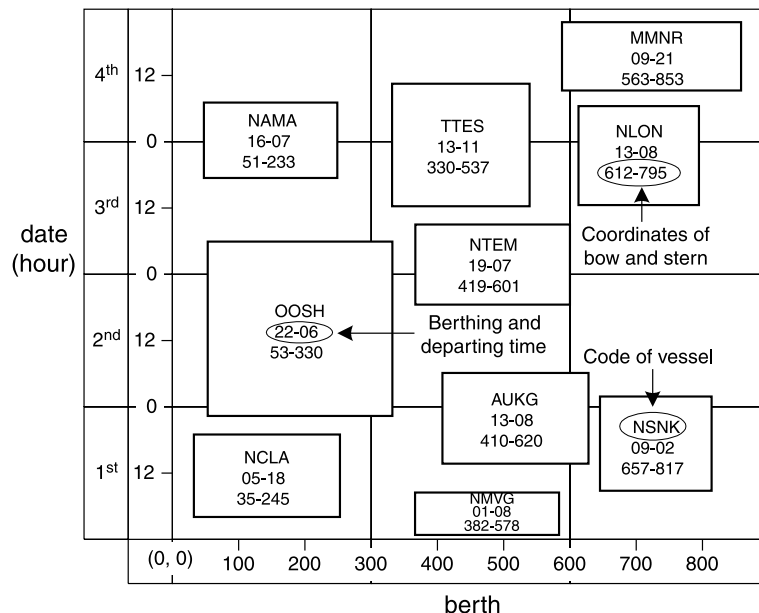 MMNR
09-21
563-853
4th
12
NAMA
16-07
51-233
TTES
13-11
330-537
NLON
13-08
612-795
0
3rd
12
Coordinates of
bow and stern
date
(hour)
NTEM
19-07
419-601
0
OOSH
22-06
53-330
Berthing and
departing time
2nd
12
Code of vessel
AUKG
13-08
410-620
0
NSNK
09-02
657-817
NCLA
05-18
35-245
1st
12
NMVG
01-08
382-578
(0, 0)
100 200 300 400 500 600 700 800
berth